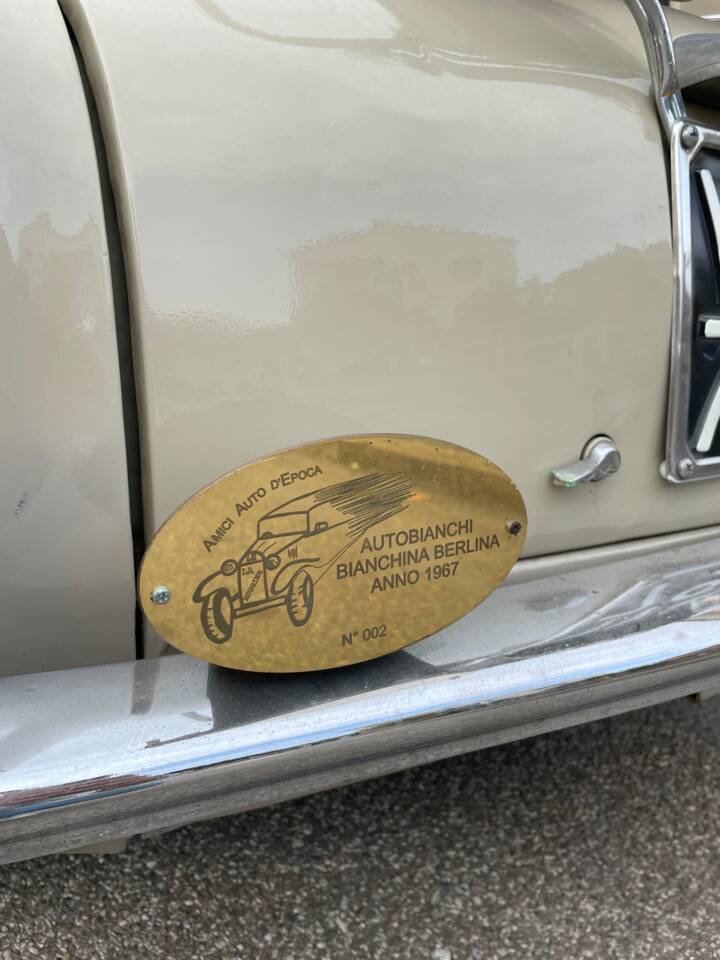 AMICI AUTO D'EPOCA
AUTOBIANCHI
BIANCHINA BERLINA
ANNO 1967
N° 002